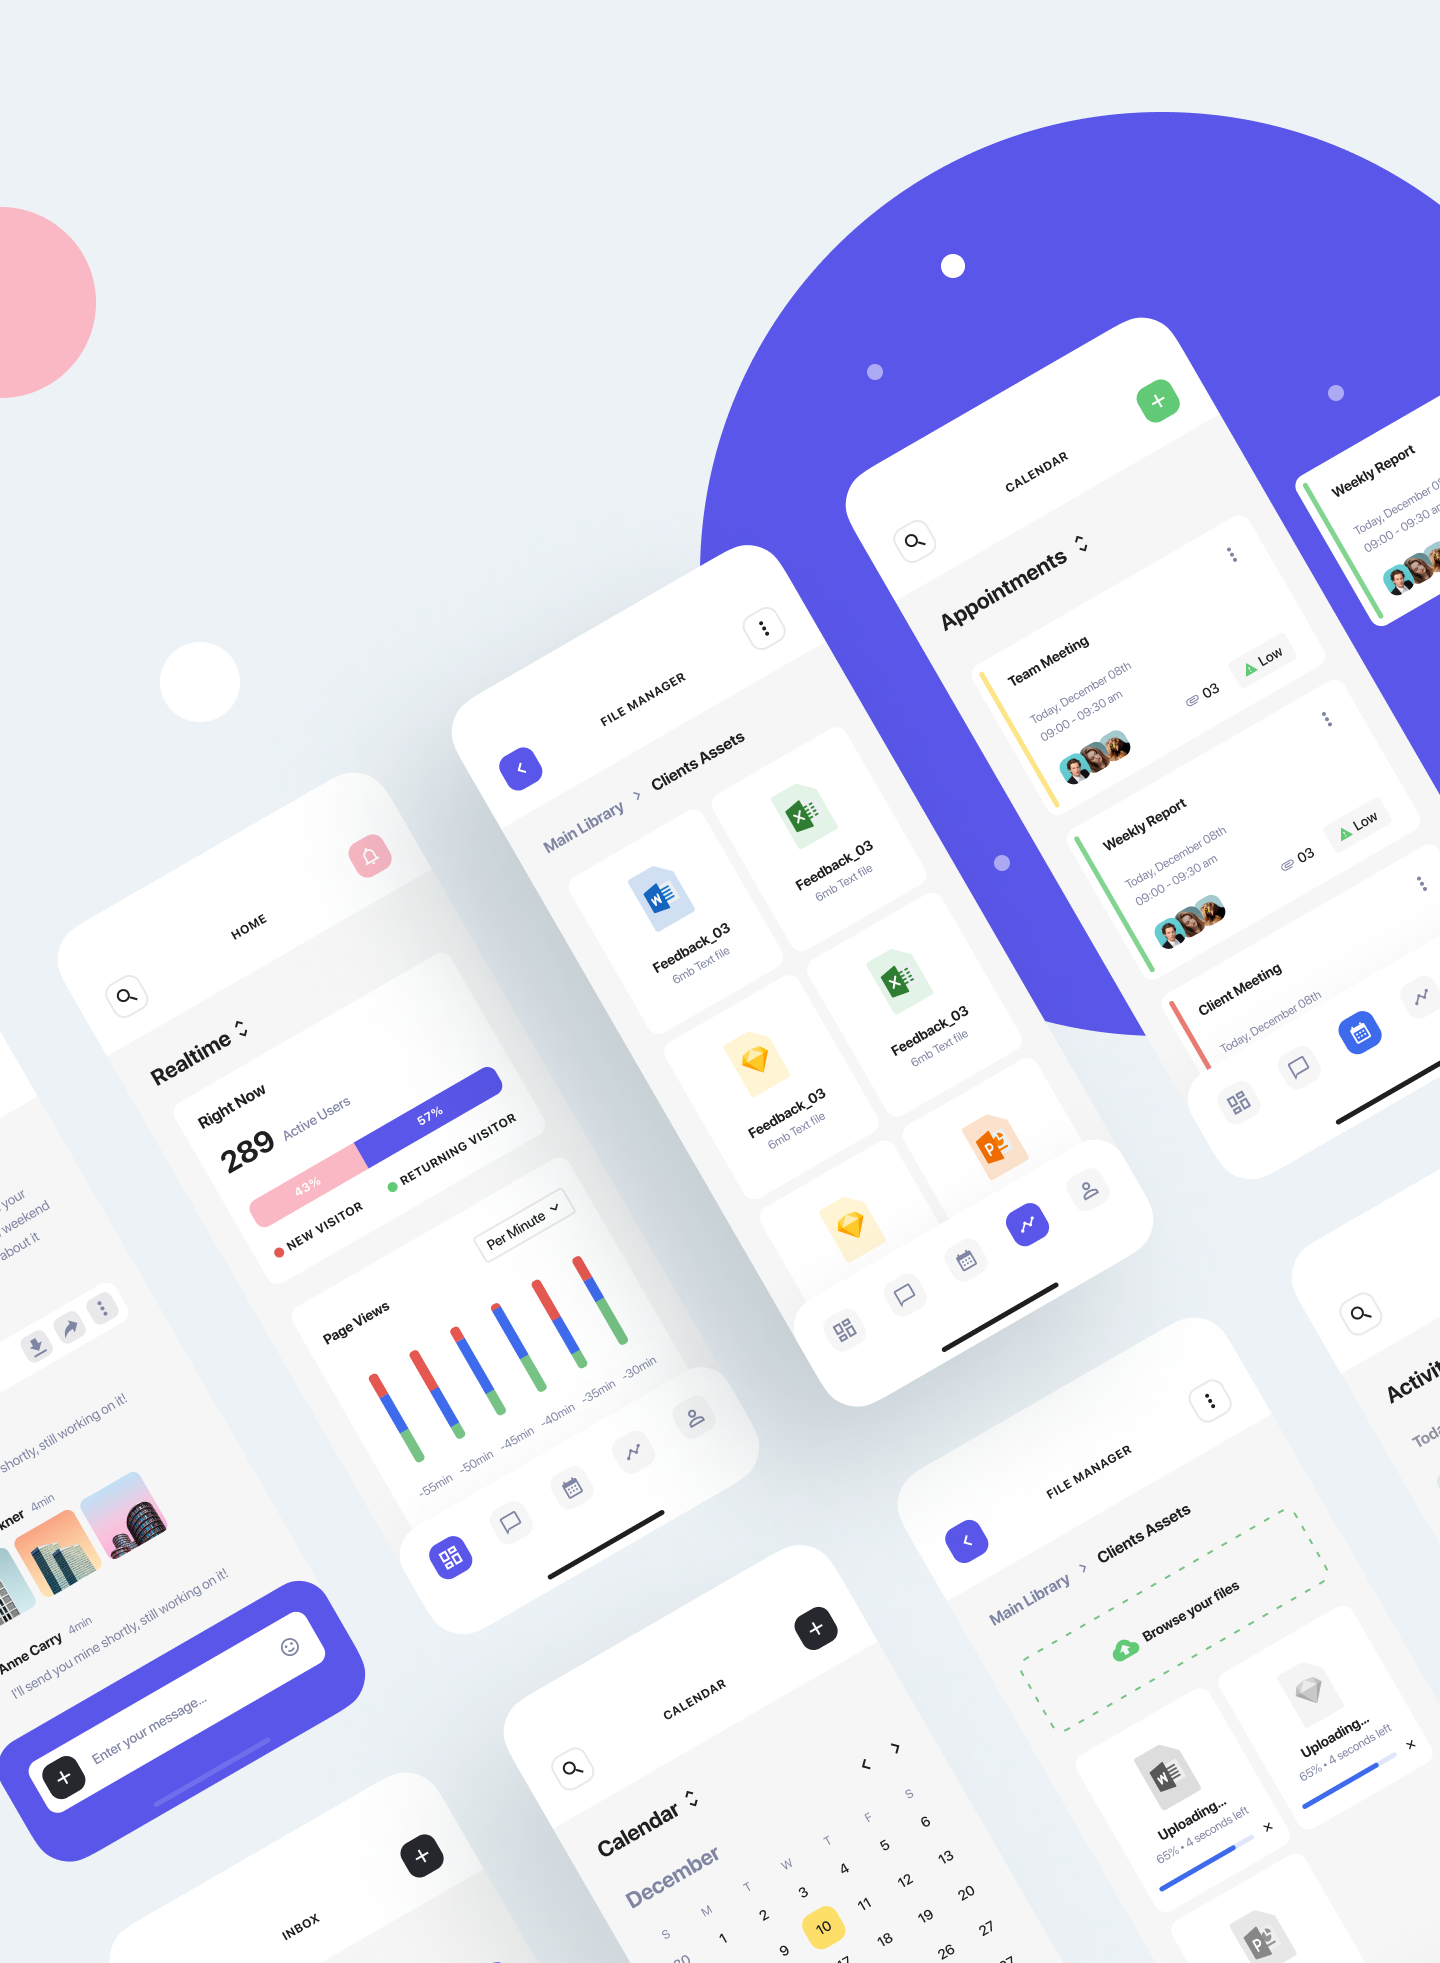 CALENDAR
Appointments
Team Meeting
Today, December 08th
09:00 - 09:30 am
03
Low
Weekly Report
Today, December 08th
09:00 - 09:30 am
03
Low
Client Meeting
Today, December 08th
Weekly Report
Today, December
09:00 - 09:30 am
FILE MANAGER
Main Library > Clients Assets
Feedback_03
6mb Text file
Feedback_03
6mb Text file
Feedback_03
6mb Text file
Feedback_03
6mb Text file
HOME
Realtime
Right Now
289 Active Users
43%
57%
NEW VISITOR
RETURNING VISITOR
Page Views
Per Minute
-55min -50min -45min -40min -35min -30min
your
weekend
about it
shortly, still working on it!
kner 4min
Anne Carry 4min
I'll send you mine shortly, still working on it!
Enter your message...
INBOX
CALENDAR
Calendar
December
S M T W T F S
30 1 2 3 4 5 6
9 10 11 12 13
17 18 19 20
26 27
FILE MANAGER
Main Library > Clients Assets
Browse your files
Uploading...
65% • 4 seconds left
Uploading...
65% • 4 seconds left
Activit
Toda